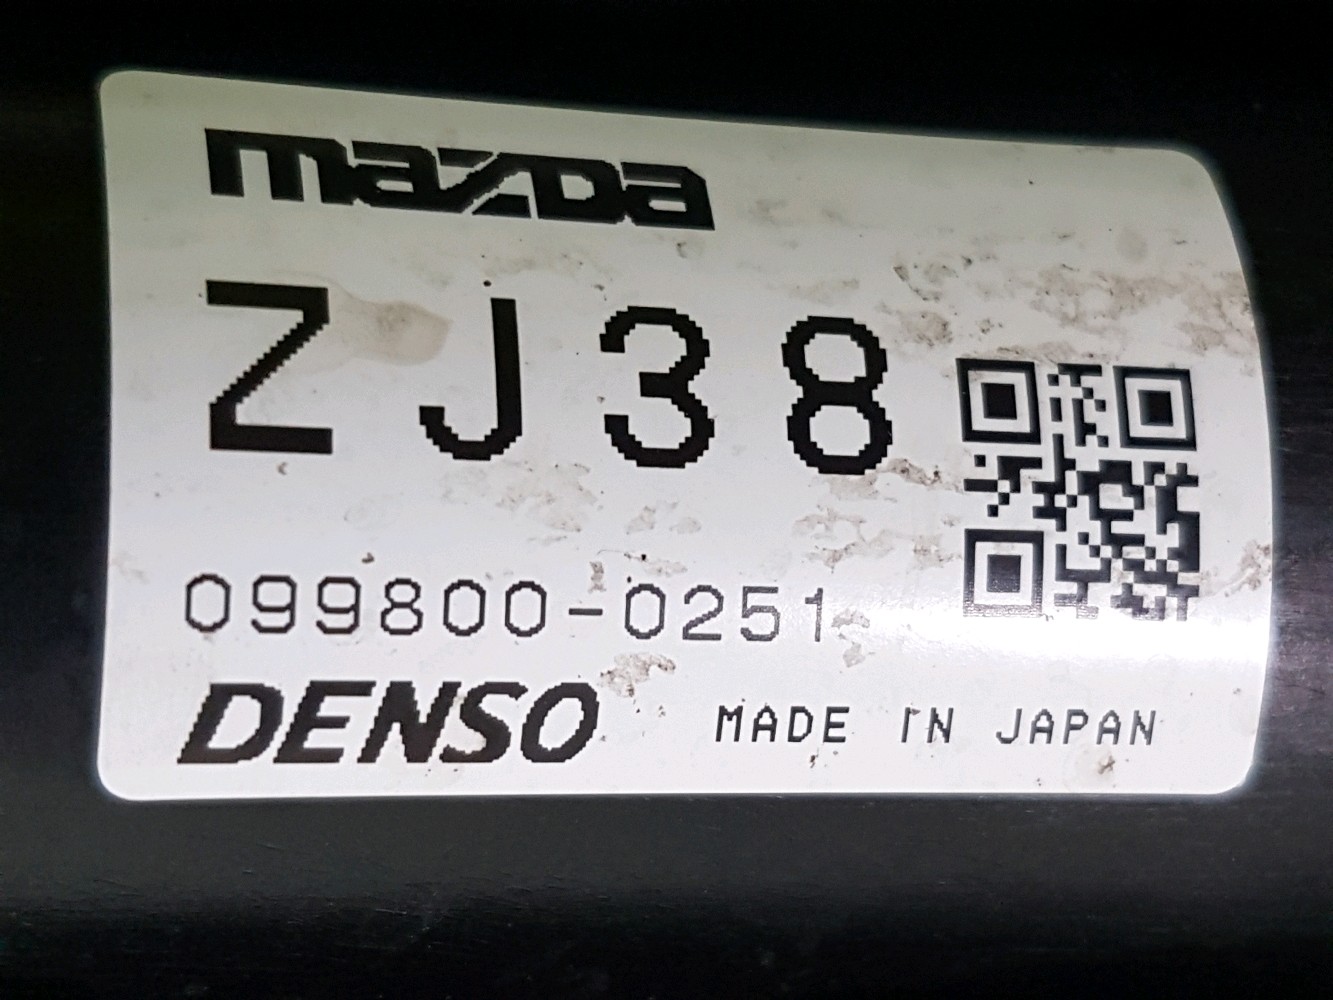 mazda
ZJ38
099800-0251
DENSO MADE IN JAPAN